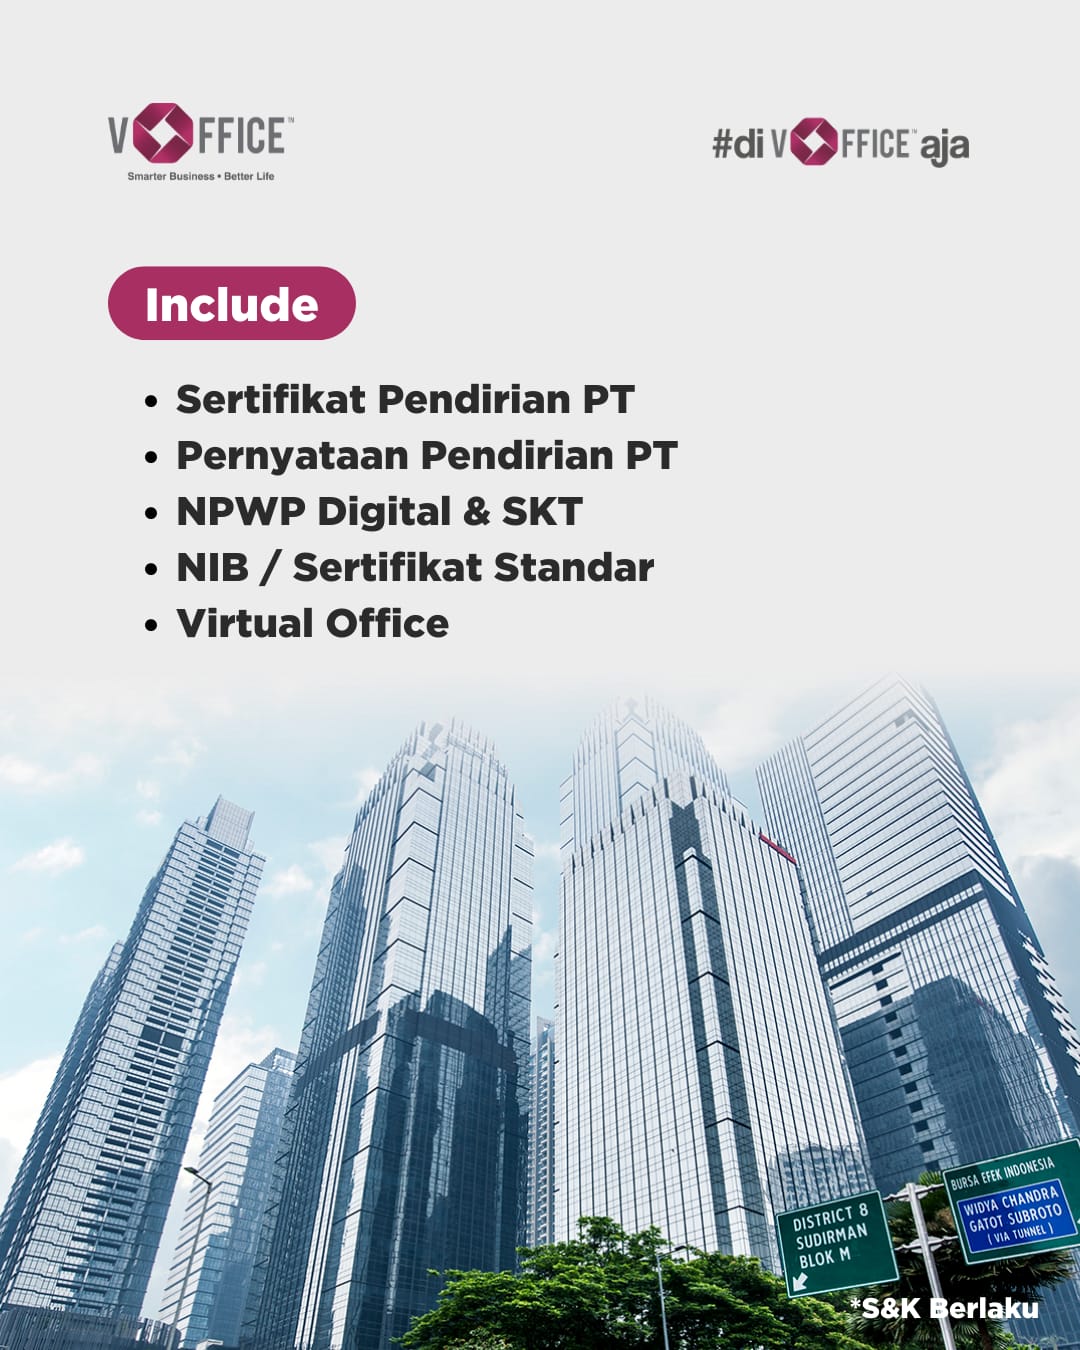 VOFFICE™
Smarter Business • Better Life
#di VOFFICE™ aja
Include
• Sertifikat Pendirian PT
• Pernyataan Pendirian PT
• NPWP Digital & SKT
• NIB / Sertifikat Standar
• Virtual Office
DISTRICT 8
SUDIRMAN
BLOK M
BURSA EFEK INDONESIA
WIDYA CHANDRA
GATOT SUBROTO
( VIA TUNNEL )
*S&K Berlaku